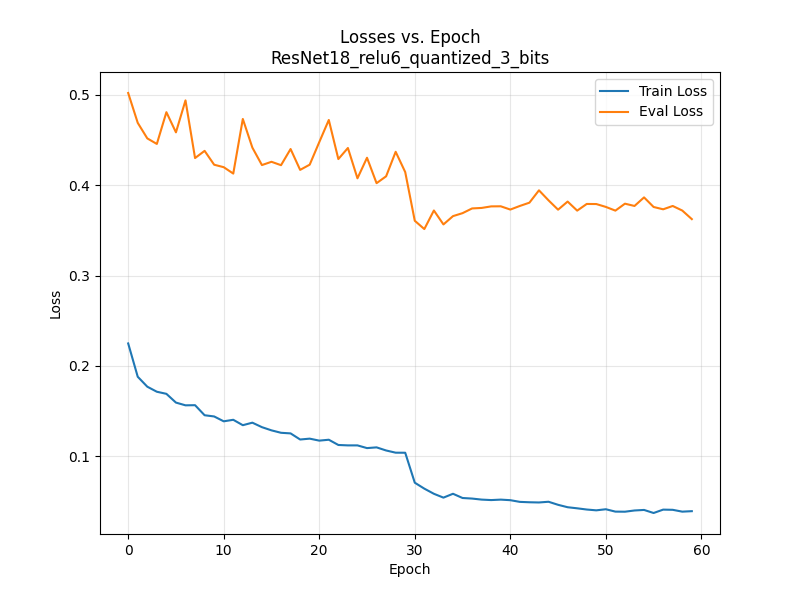 Losses vs. Epoch
ResNet18_relu6_quantized_3_bits
Train Loss
Eval Loss
0.5
0.4
0.3
0.2
0.1
Loss
0 10 20 30 40 50 60
Epoch